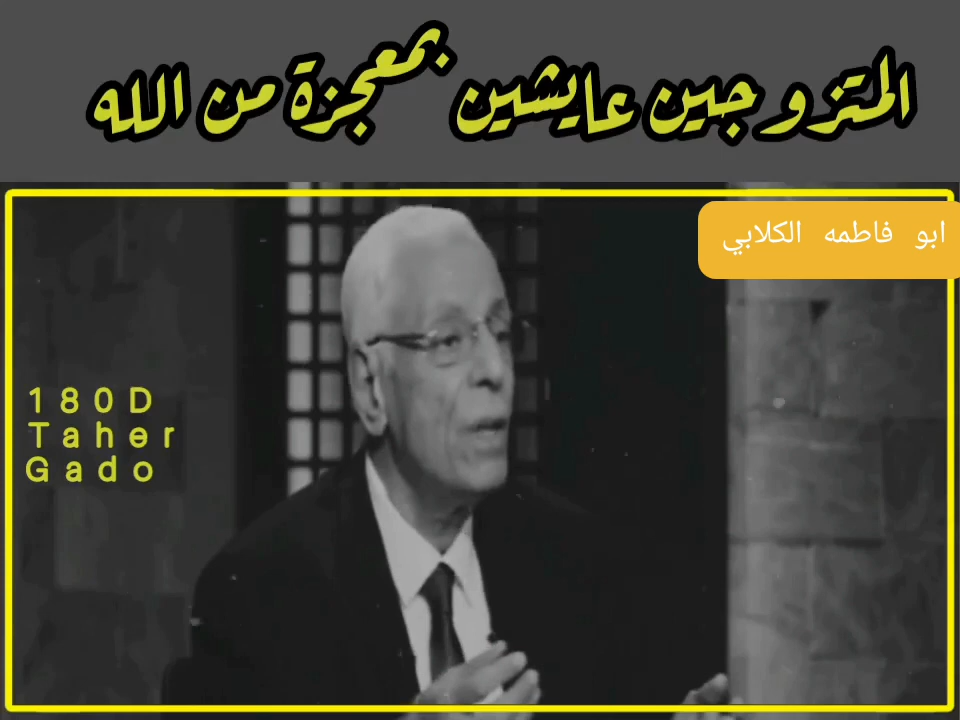 المتزوجين عايشين بمعجزة من الله
ابو فاطمه الكلابي
180D
Taher
Gado